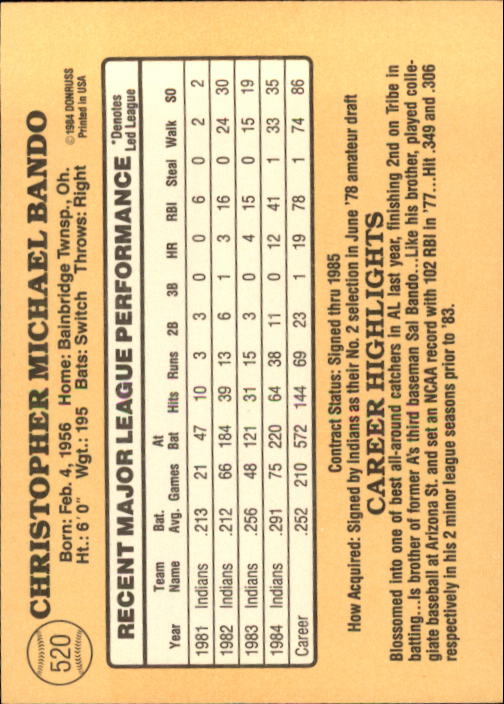 520
CHRISTOPHER MICHAEL BANDO
Born: Feb. 4, 1956 Home: Bainbridge Twnsp., Oh.
Ht.: 6'0" Wgt.: 195 Bats: Switch Throws: Right
© 1984 DONRUSS
Printed in USA
RECENT MAJOR LEAGUE PERFORMANCE
*Denotes
Led League
Year Team Name Bat. Avg. Games At Bat Hits Runs 2B 3B HR RBI Steal Walk SO
1981 Indians .213 21 47 10 3 3 0 0 6 0 2 2
1982 Indians .212 66 184 39 13 6 1 3 16 0 24 30
1983 Indians .256 48 121 31 15 3 0 4 15 0 15 19
1984 Indians .291 75 220 64 38 11 0 12 41 1 33 35
Career .252 210 572 144 69 23 1 19 78 1 74 86
Contract Status: Signed thru 1985
How Acquired: Signed by Indians as their No. 2 selection in June '78 amateur draft
CAREER HIGHLIGHTS
Blossomed into one of best all-around catchers in AL last year, finishing 2nd on Tribe in
batting...Is brother of former A's third baseman Sal Bando...Like his brother, played colle-
giate baseball at Arizona St. and set an NCAA record with 102 RBI in '77...Hit .349 and .306
respectively in his 2 minor league seasons prior to '83.